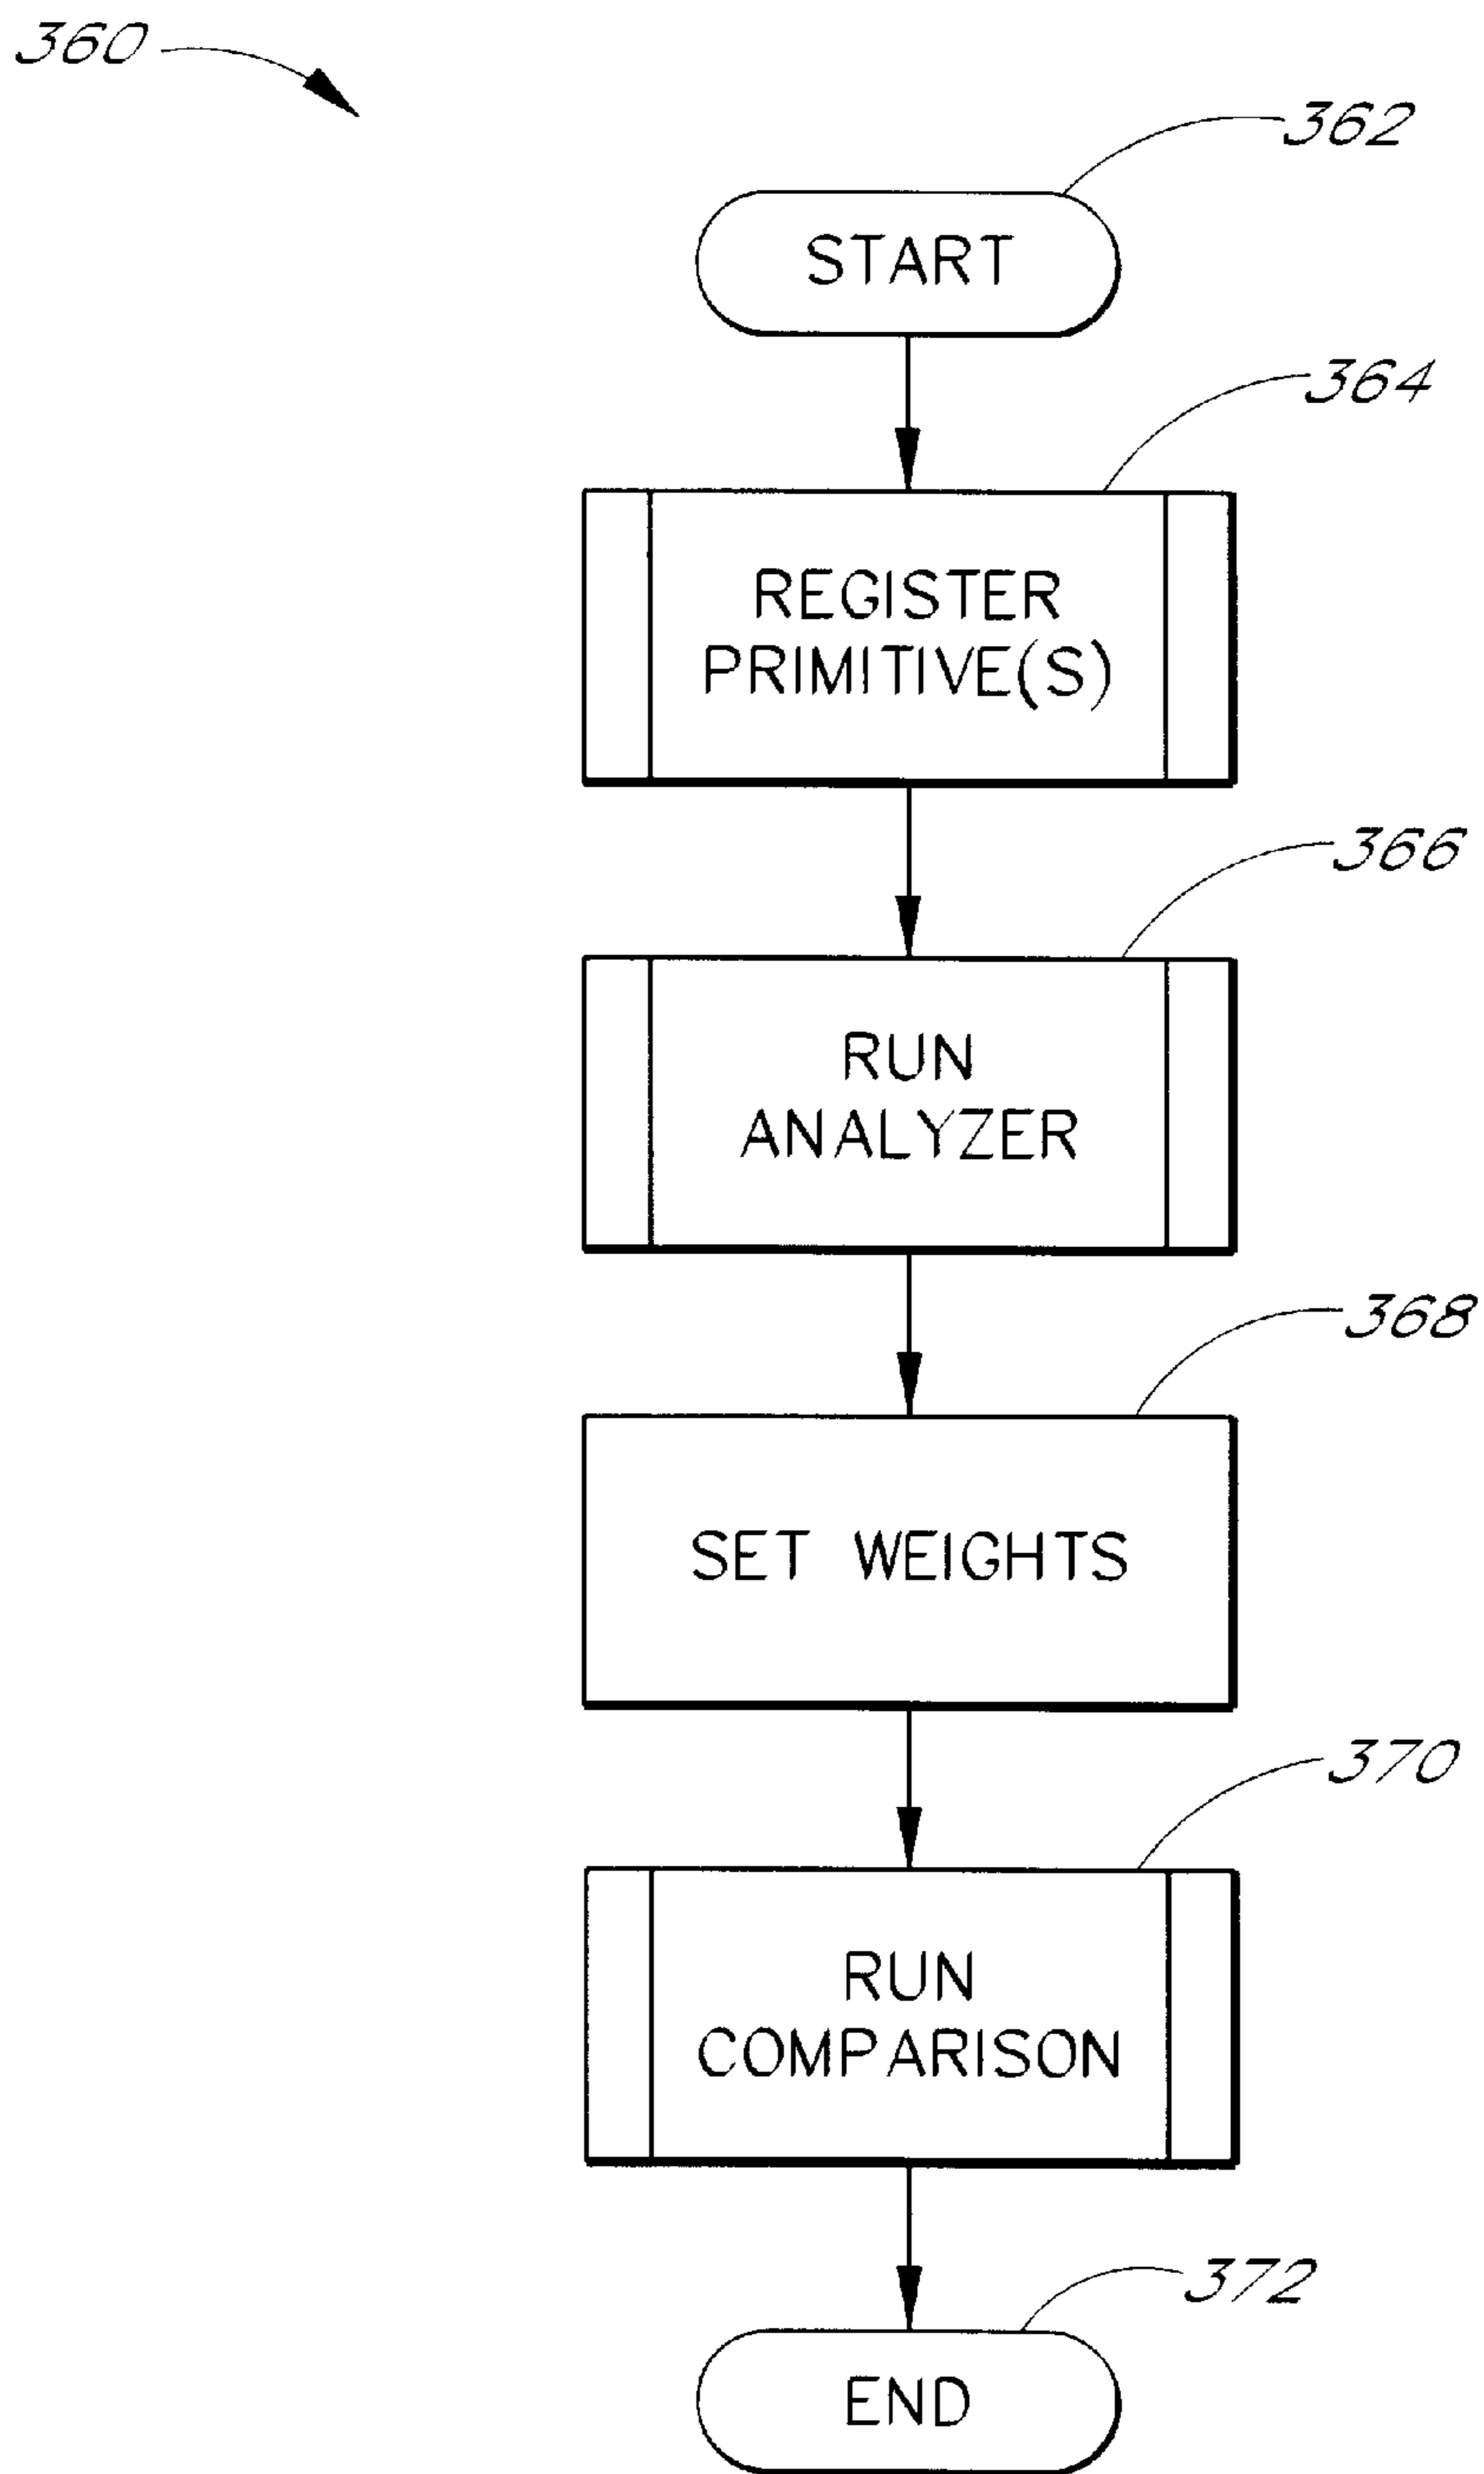 360
362
START
364
REGISTER
PRIMITIVE(S)
366
RUN
ANALYZER
368
SET WEIGHTS
370
RUN
COMPARISON
372
END